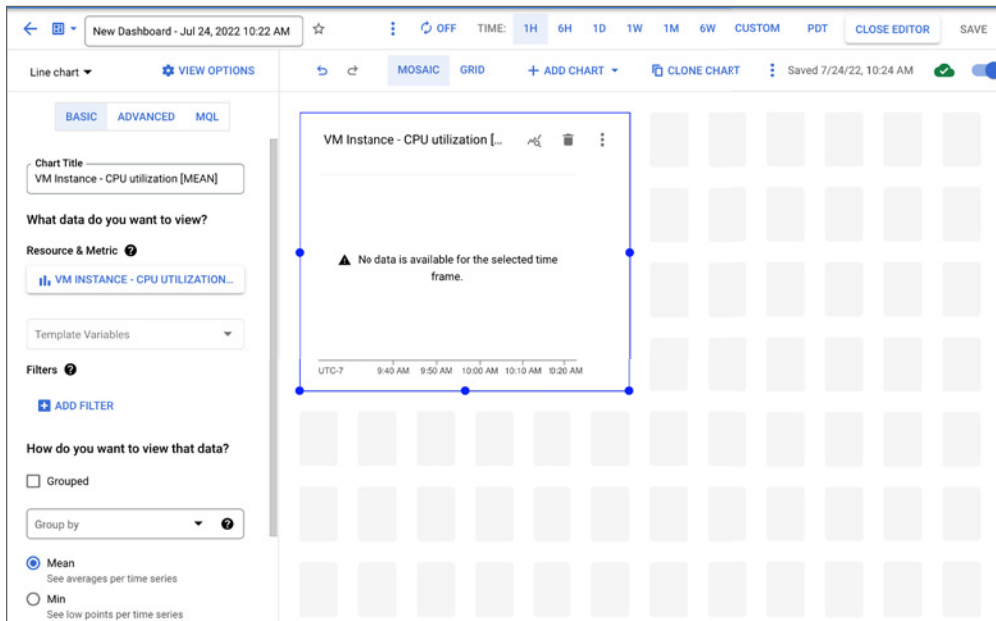 New Dashboard - Jul 24, 2022 10:22 AM
OFF
TIME:
1H
6H
1D
1W
1M
6W
CUSTOM
PDT
CLOSE EDITOR
SAVE
Line chart
VIEW OPTIONS
MOSAIC
GRID
ADD CHART
CLONE CHART
Saved 7/24/22, 10:24 AM
BASIC
ADVANCED
MQL
Chart Title
VM Instance - CPU utilization [MEAN]
What data do you want to view?
Resource & Metric
VM INSTANCE - CPU UTILIZATION...
Template Variables
Filters
ADD FILTER
How do you want to view that data?
Grouped
Group by
Mean
See averages per time series
Min
See low points per time series
VM Instance - CPU utilization [...
No data is available for the selected time
frame.
UTC-7
9:40 AM
9:50 AM
10:00 AM
10:10 AM
10:20 AM